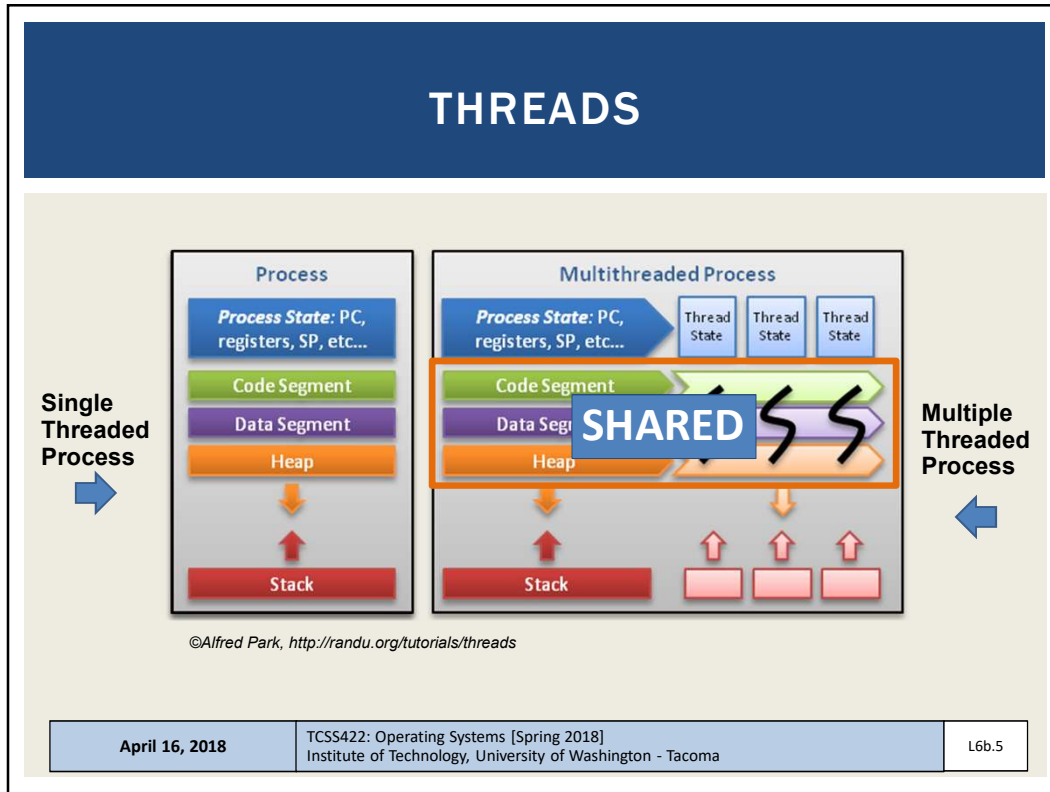 THREADS
Single
Threaded
Process
Process
Process State: PC,
registers, SP, etc...
Code Segment
Data Segment
Heap
Stack
Multithreaded Process
Process State: PC,
registers, SP, etc...
Thread
State
Thread
State
Thread
State
Code Segment
Data Seg
SHARED
Heap
Stack
Multiple
Threaded
Process
©Alfred Park, http://randu.org/tutorials/threads
April 16, 2018
TCSS422: Operating Systems [Spring 2018]
Institute of Technology, University of Washington - Tacoma
L6b.5